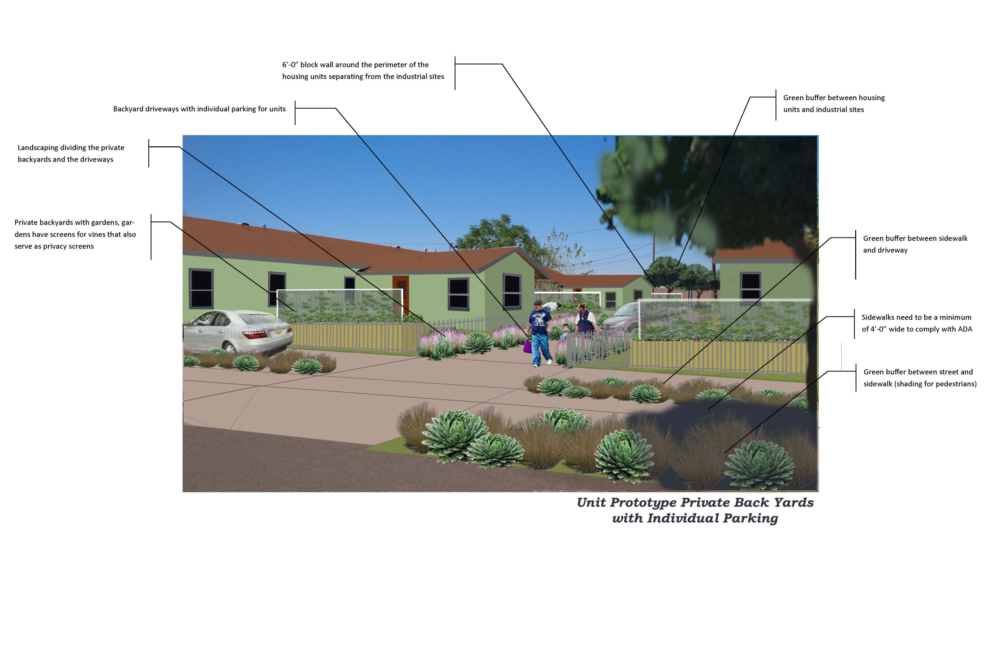 6'-0” block wall around the perimeter of the
housing units separating from the industrial sites
Green buffer between housing
units and industrial sites
Backyard driveways with individual parking for units
Landscaping dividing the private
backyards and the driveways
Private backyards with gardens, gar-
dens have screens for vines that also
serve as privacy screens
Green buffer between sidewalk
and driveway
Sidewalks need to be a minimum
of 4'-0” wide to comply with ADA
Green buffer between street and
sidewalk (shading for pedestrians)
Unit Prototype Private Back Yards
with Individual Parking